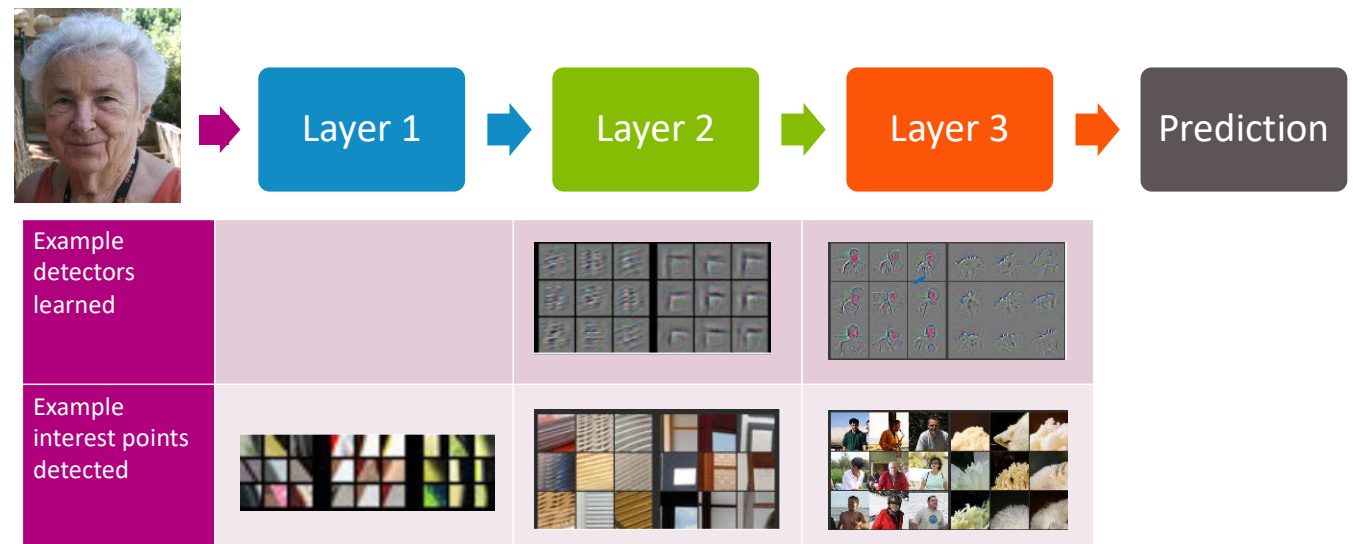 Layer 1
Layer 2
Layer 3
Prediction
Example
detectors
learned
Example
interest points
detected